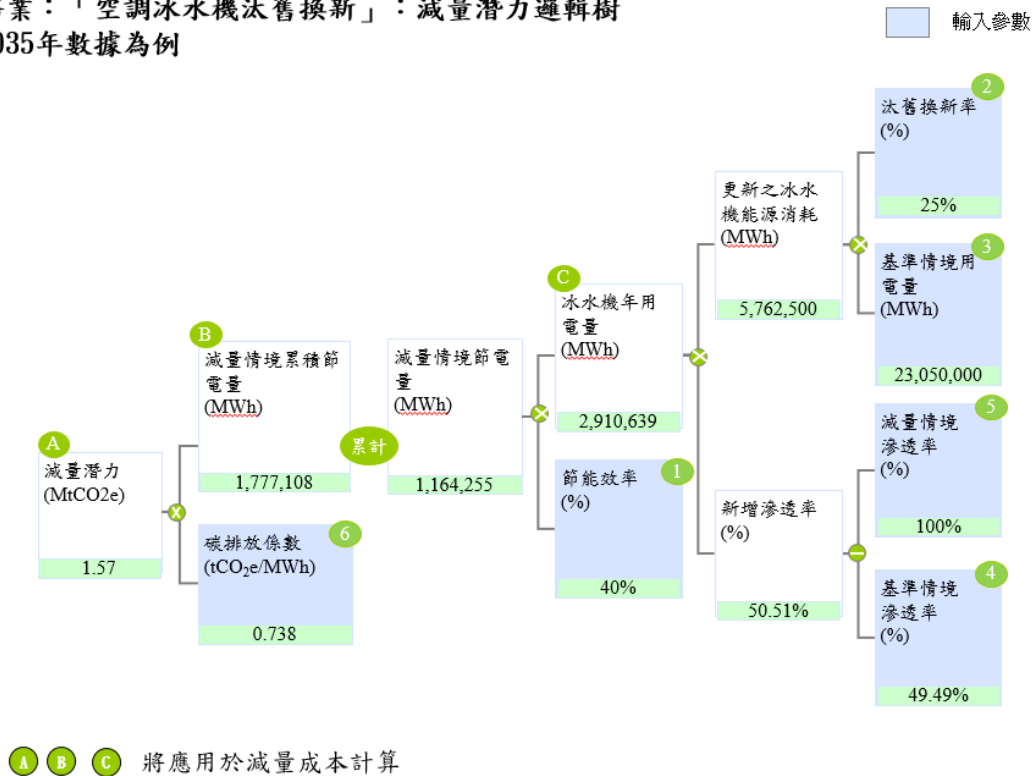 業：「空調冰水機汰舊換新」：減量潛力邏輯樹
035年數據為例
輸入參數
2
汰舊換新率
(%)
25%
更新之冰水
機能源消耗
(MWh)
5,762,500
3
基準情境用
電量
(MWh)
23,050,000
C
冰水機年用
電量
(MWh)
2,910,639
B
減量情境累積節
電量
(MWh)
1,777,108
減量情境節電
量
(MWh)
1,164,255
累計
5
減量情境
滲透率
(%)
100%
A
減量潛力
(MtCO2e)
1.57
1
節能效率
(%)
40%
新增滲透率
(%)
50.51%
6
碳排放係數
(tCO₂e/MWh)
0.738
4
基準情境
滲透率
(%)
49.49%
A B C 將應用於減量成本計算